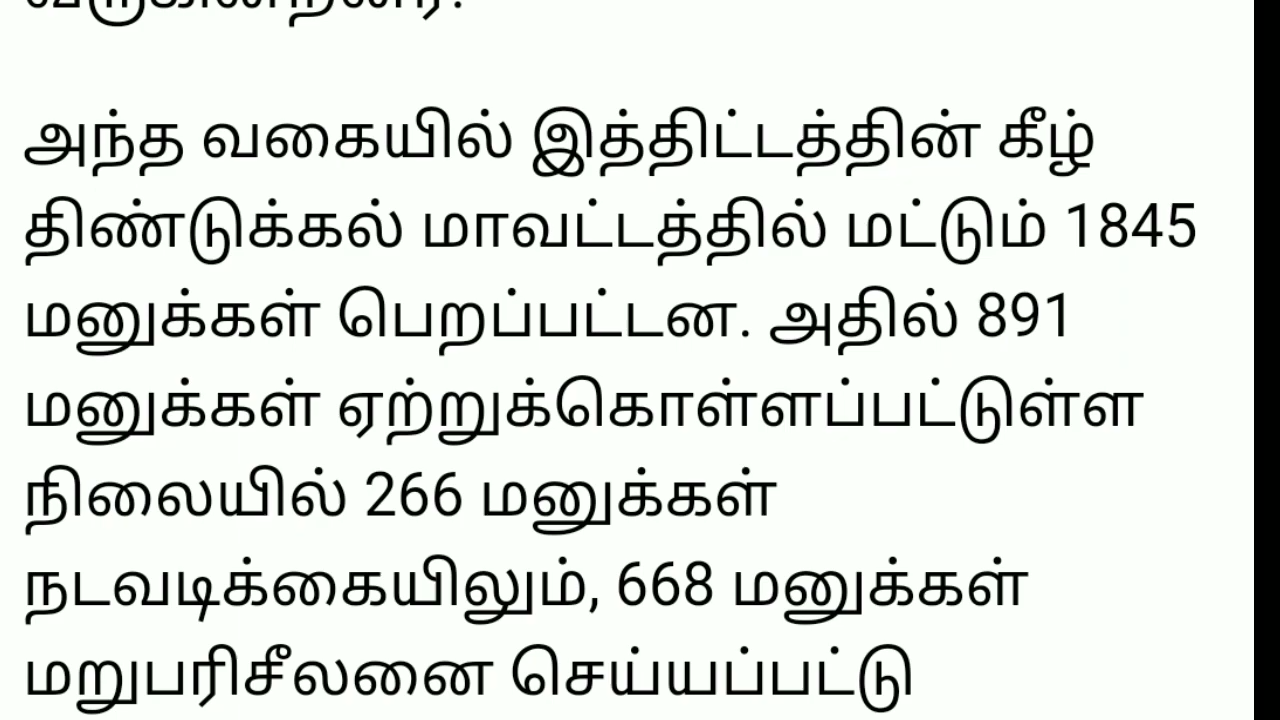 அந்த வகையில் இத்திட்டத்தின் கீழ்
திண்டுக்கல் மாவட்டத்தில் மட்டும் 1845
மனுக்கள் பெறப்பட்டன. அதில் 891
மனுக்கள் ஏற்றுக்கொள்ளப்பட்டுள்ள
நிலையில் 266 மனுக்கள்
நடவடிக்கையிலும், 668 மனுக்கள்
மறுபரிசீலனை செய்யப்பட்டு